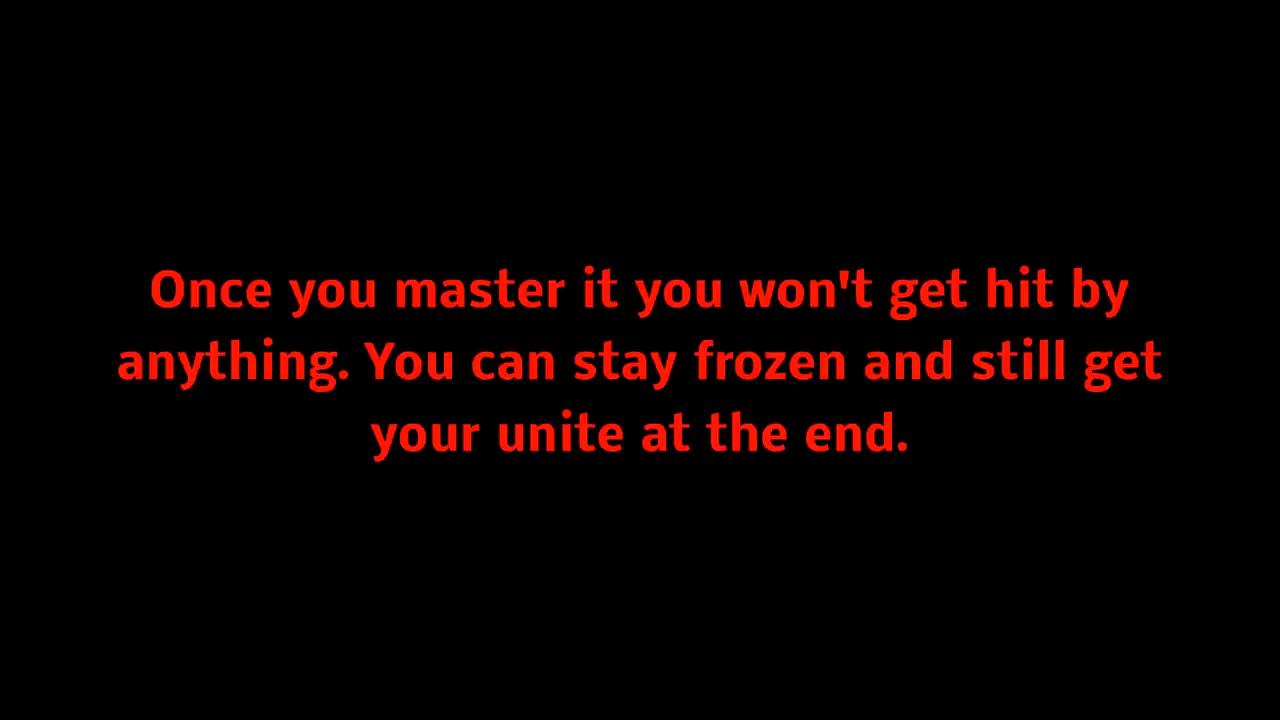 Once you master it you won't get hit by
anything. You can stay frozen and still get
your unite at the end.